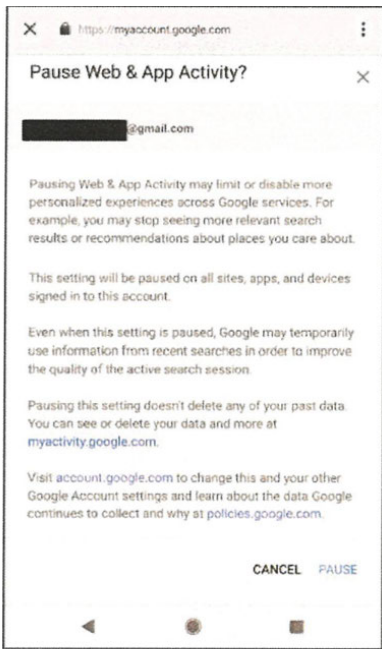 https://myaccount.google.com
Pause Web & App Activity?
@gmail.com
Pausing Web & App Activity may limit or disable more
personalized experiences across Google services. For
example, you may stop seeing more relevant search
results or recommendations about places you care about.
This setting will be paused on all sites, apps, and devices
signed in to this account.
Even when this setting is paused, Google may temporarily
use information from recent searches in order to improve
the quality of the active search session.
Pausing this setting doesn't delete any of your past data.
You can see or delete your data and more at
myactivity.google.com.
Visit account.google.com to change this and your other
Google Account settings and learn about the data Google
continues to collect and why at policies.google.com.
CANCEL PAUSE